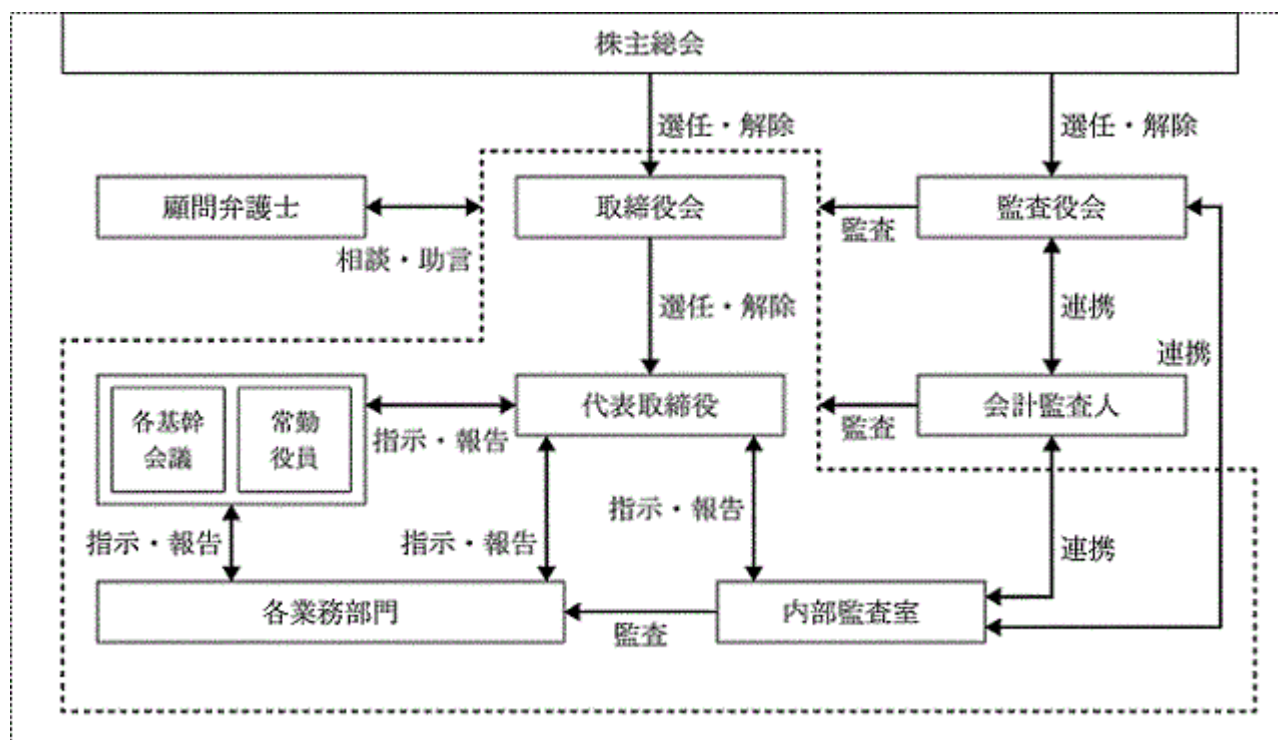 株主総会
選任・解除
選任・解除
顧問弁護士
取締役会
監査役会
監査
相談・助言
選任・解除
連携
連携
各基幹
会議
常勤
役員
代表取締役
会計監査人
指示・報告
監査
指示・報告
指示・報告
指示・報告
連携
各業務部門
内部監査室
監査